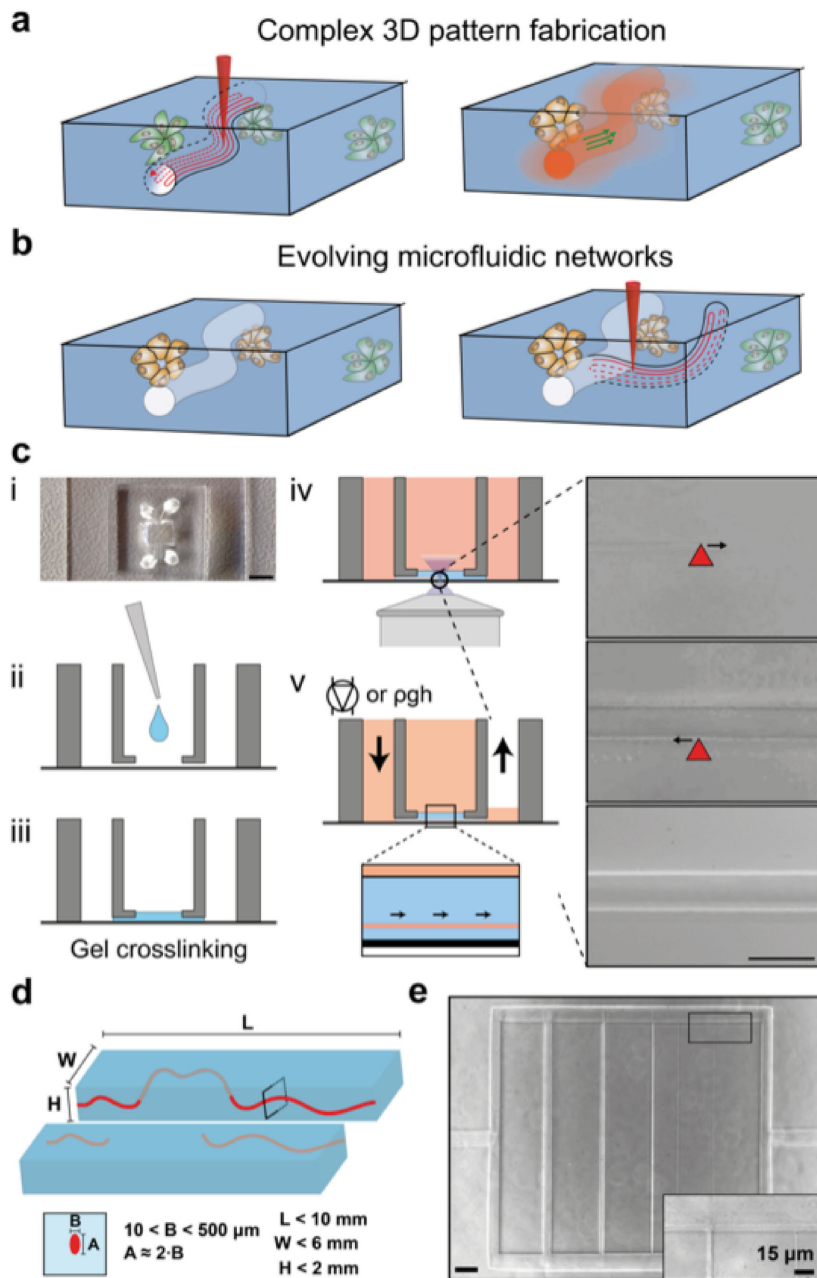 a
Complex 3D pattern fabrication
b
Evolving microfluidic networks
c
i
ii
iii
Gel crosslinking
iv
v
or ρgh
d
L
W
H
B
A
10 < B < 500 μm
A ≈ 2·B
L < 10 mm
W < 6 mm
H < 2 mm
e
15 μm